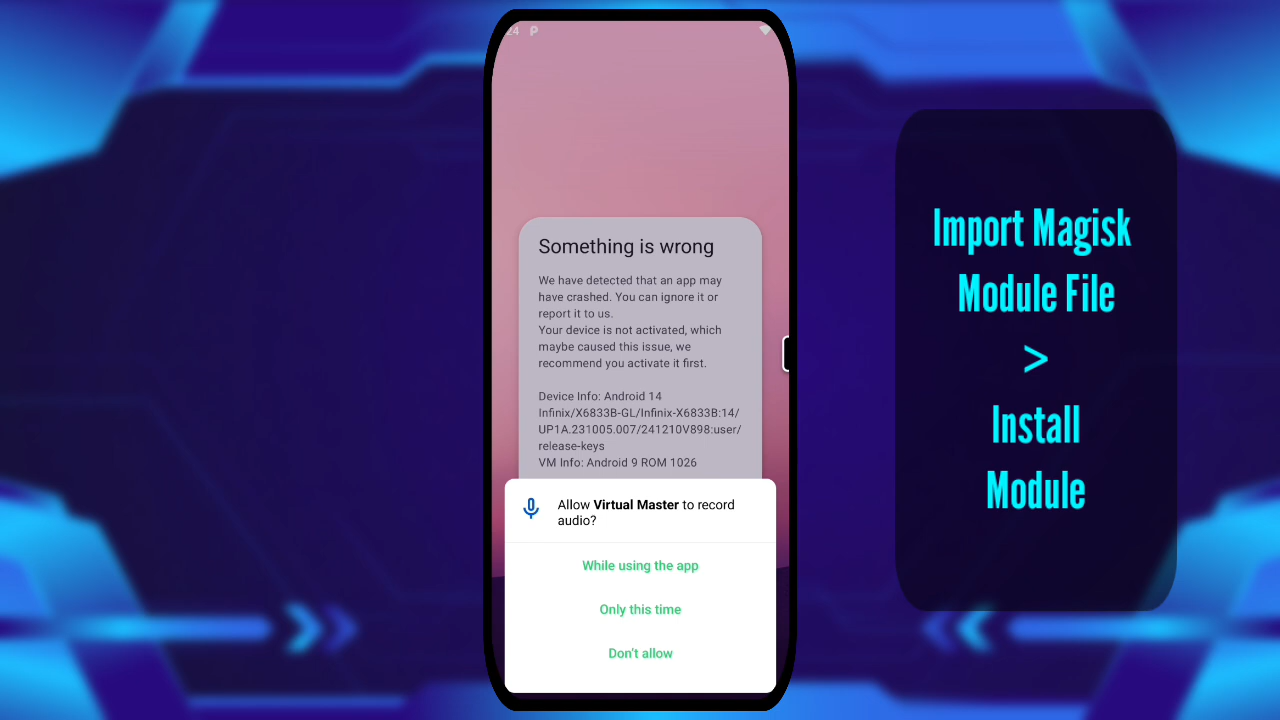 24
Something is wrong
We have detected that an app may
have crashed. You can ignore it or
report it to us.
Your device is not activated, which
maybe caused this issue, we
recommend you activate it first.
Device Info: Android 14
Infinix/X6833B-GL/Infinix-X6833B:14/
UP1A.231005.007/241210V898:user/
release-keys
VM Info: Android 9 ROM 1026
Allow Virtual Master to record
audio?
While using the app
Only this time
Don't allow
Import Magisk
Module File
>
Install
Module